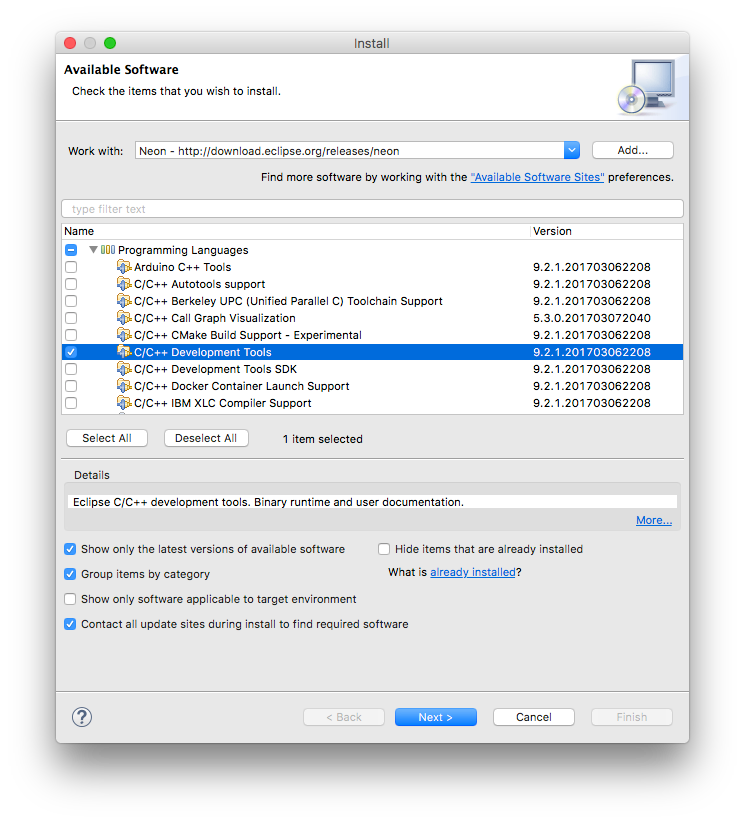 Install
Available Software
Check the items that you wish to install.
Work with: Neon - http://download.eclipse.org/releases/neon Add...
Find more software by working with the "Available Software Sites" preferences.
type filter text
Name Version
Programming Languages
Arduino C++ Tools 9.2.1.201703062208
C/C++ Autotools support 9.2.1.201703062208
C/C++ Berkeley UPC (Unified Parallel C) Toolchain Support 9.2.1.201703062208
C/C++ Call Graph Visualization 5.3.0.201703072040
C/C++ CMake Build Support - Experimental 9.2.1.201703062208
C/C++ Development Tools 9.2.1.201703062208
C/C++ Development Tools SDK 9.2.1.201703062208
C/C++ Docker Container Launch Support 9.2.1.201703062208
C/C++ IBM XLC Compiler Support 9.2.1.201703062208
Select All Deselect All 1 item selected
Details
Eclipse C/C++ development tools. Binary runtime and user documentation.
More...
Show only the latest versions of available software Hide items that are already installed
Group items by category What is already installed?
Show only software applicable to target environment
Contact all update sites during install to find required software
? < Back Next > Cancel Finish